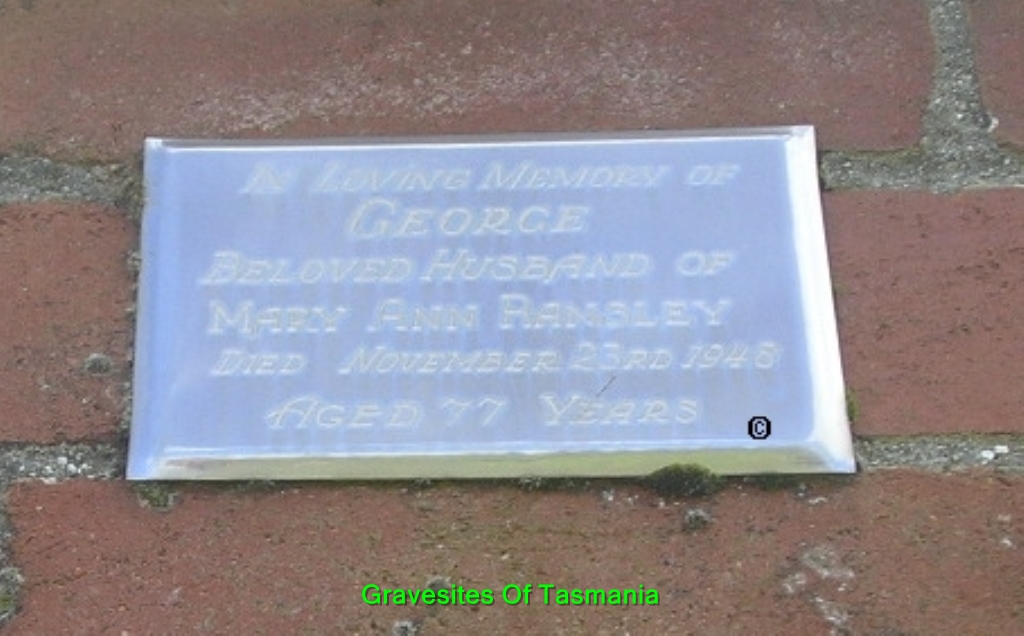 In Loving Memory of
George
Beloved Husband of
Mary Ann Ransley
Died November 23rd 1948
Aged 77 Years
©
Gravesites Of Tasmania